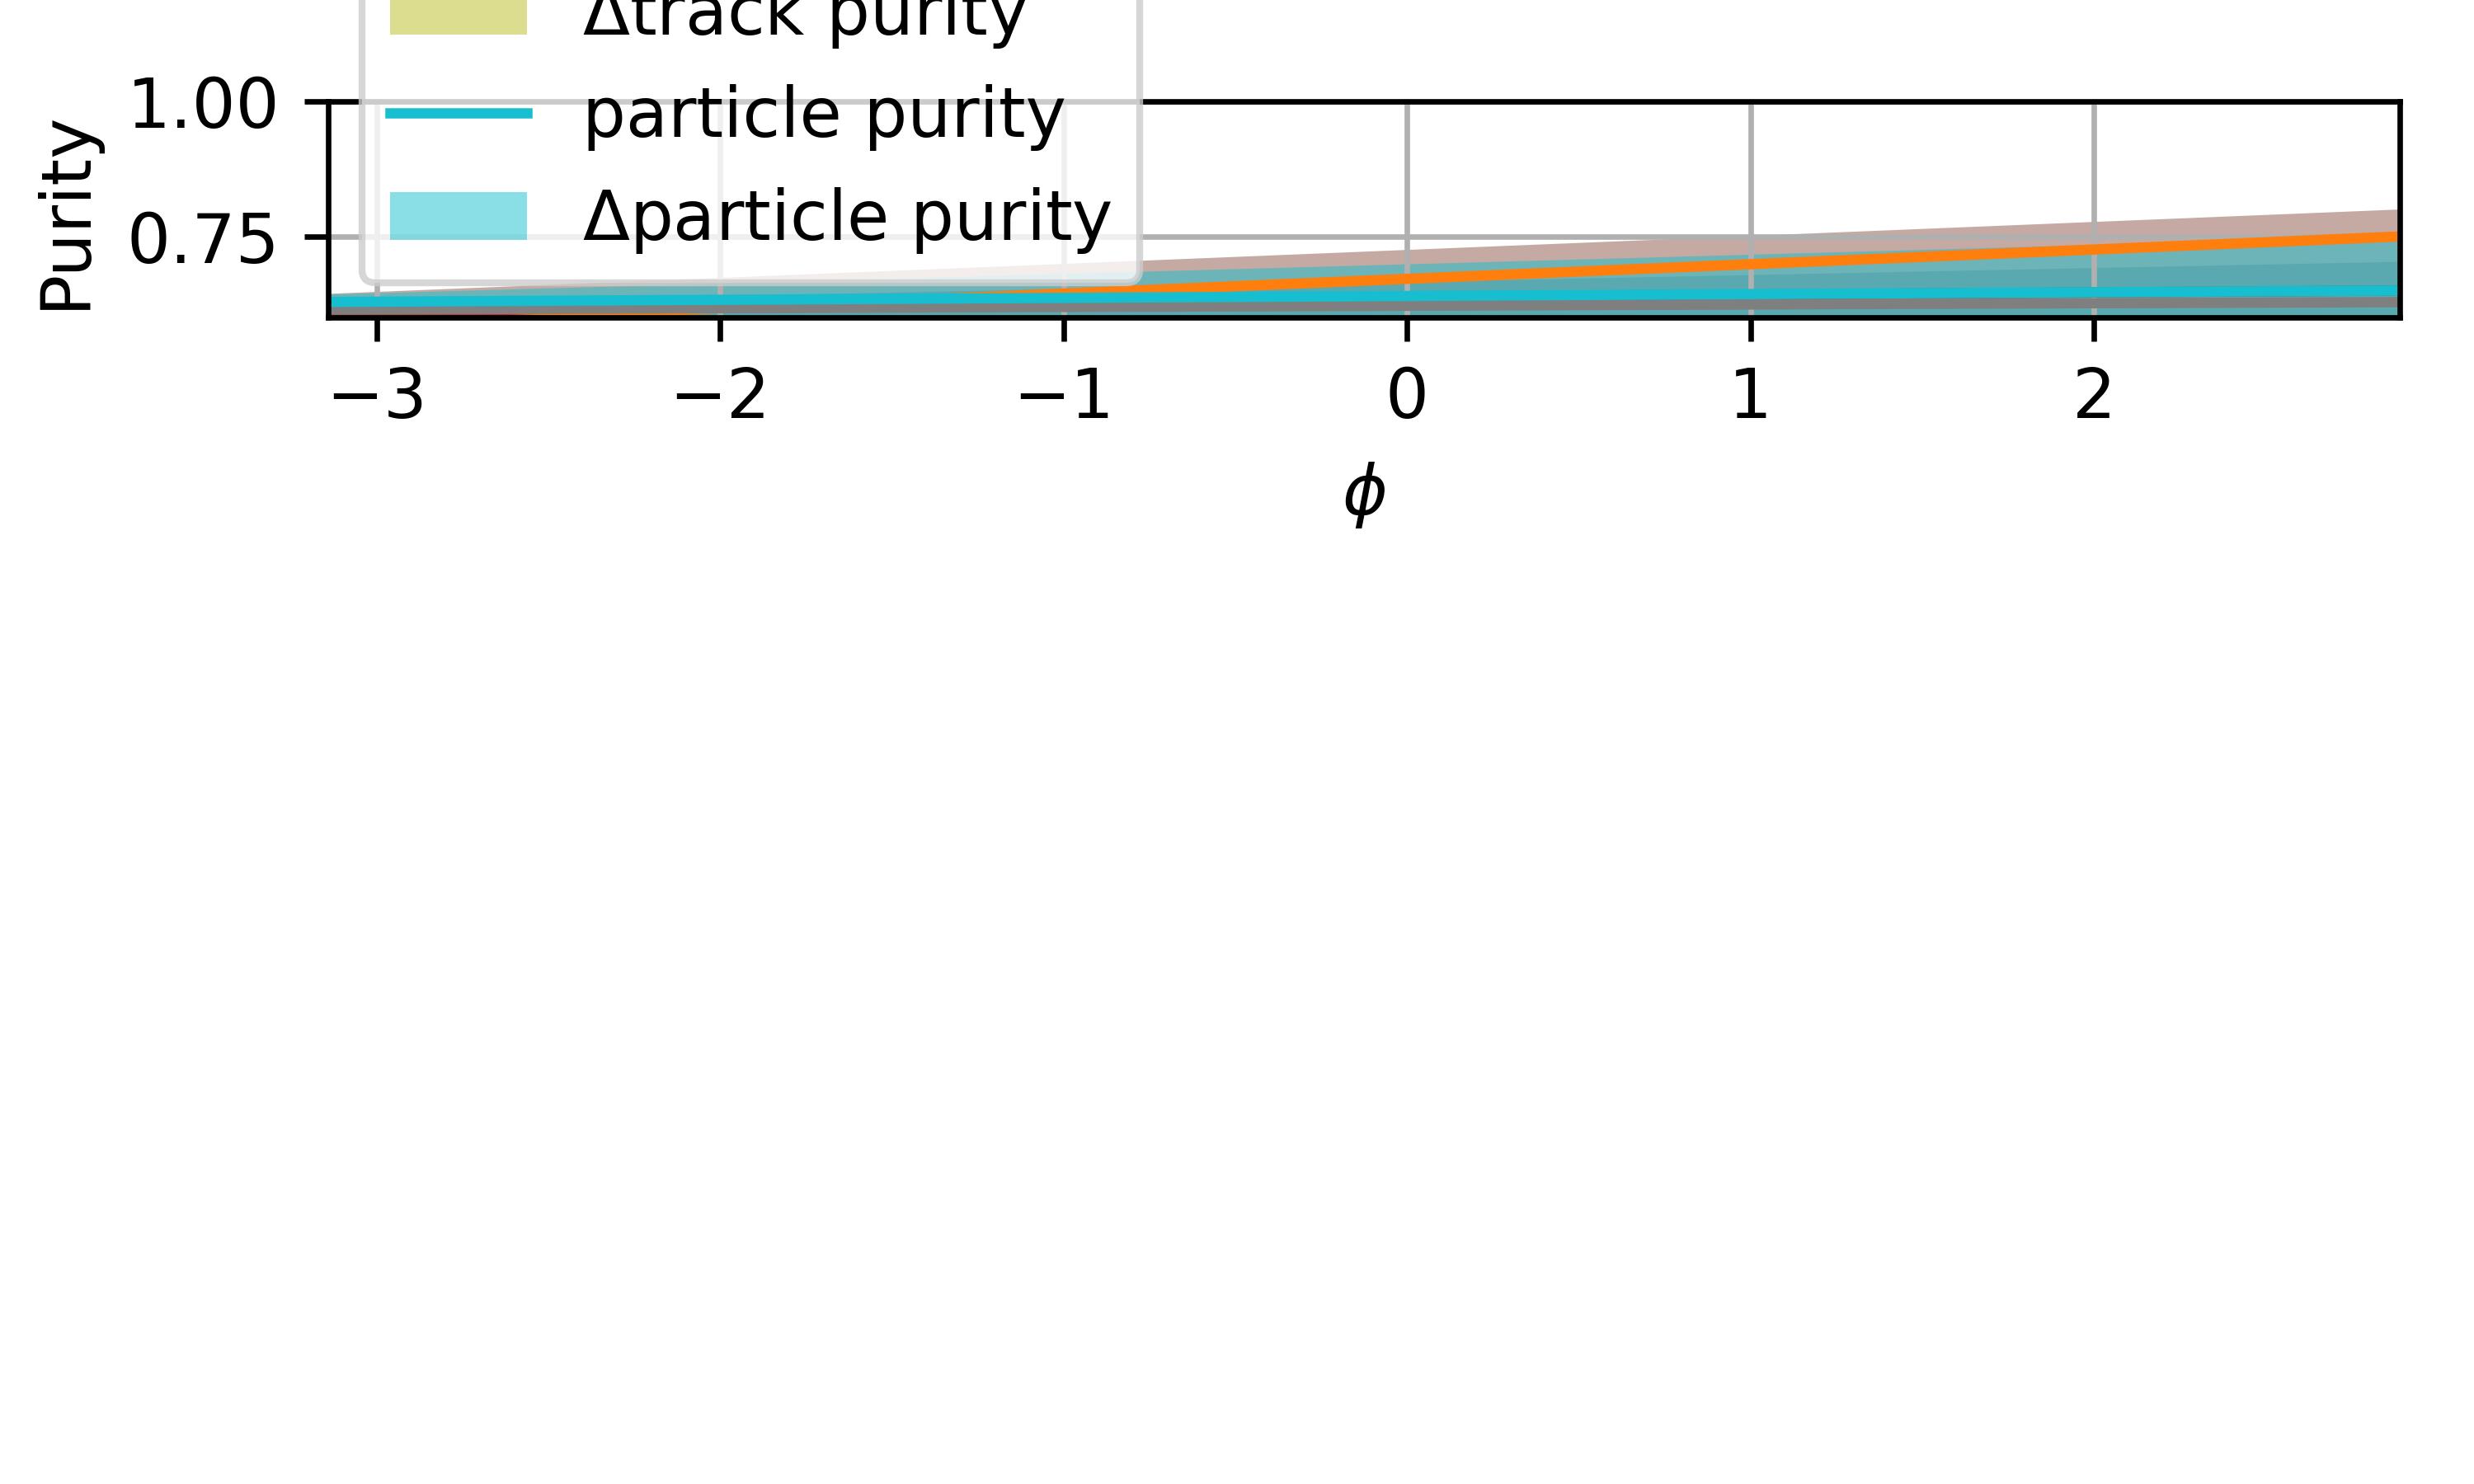 Δtrack purity
particle purity
Δparticle purity
1.00
0.75
Purity
−3 −2 −1 0 1 2
ϕ